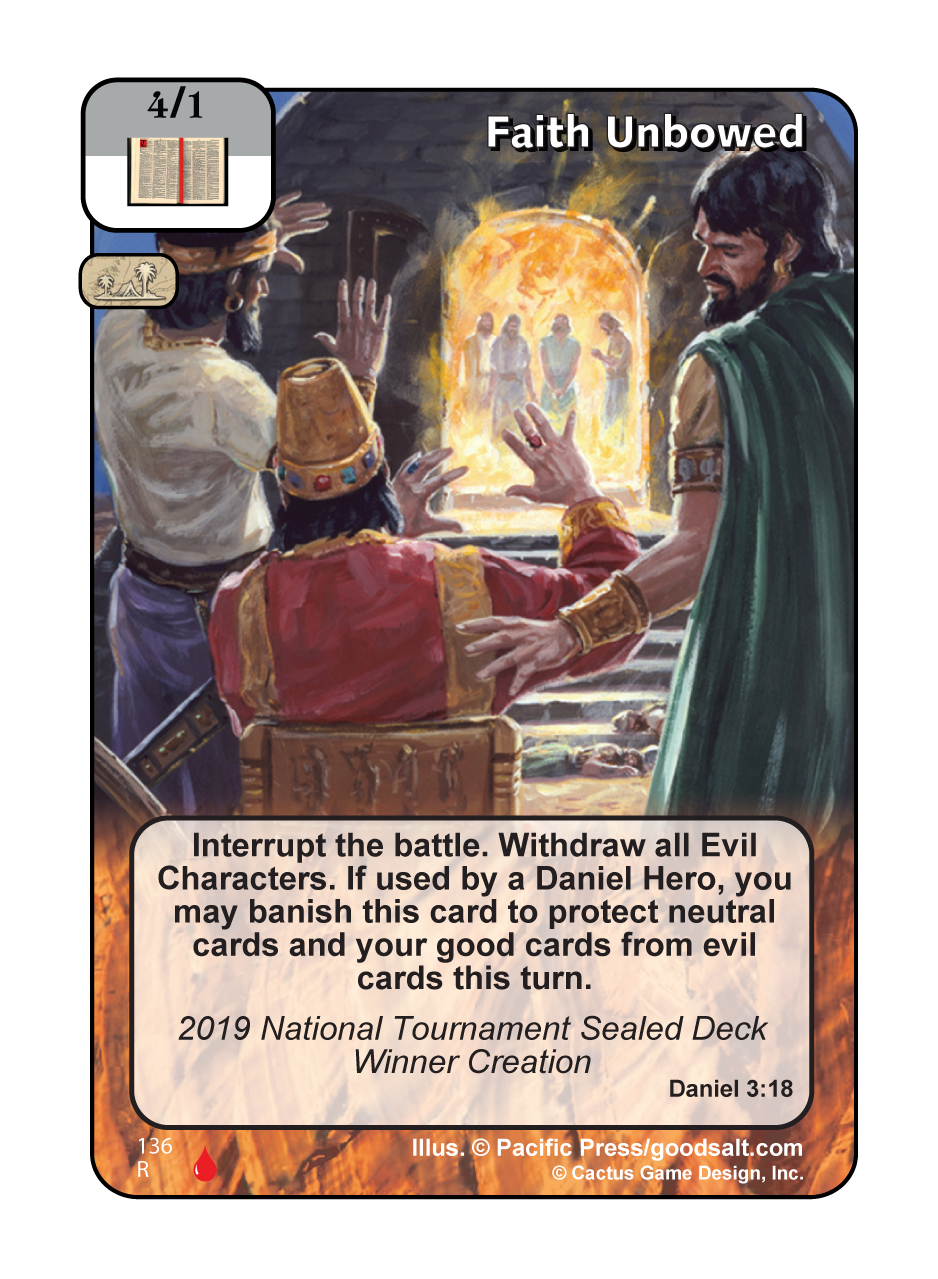 4/1
Faith Unbowed
Interrupt the battle. Withdraw all Evil
Characters. If used by a Daniel Hero, you
may banish this card to protect neutral
cards and your good cards from evil
cards this turn.
2019 National Tournament Sealed Deck
Winner Creation
Daniel 3:18
136
R
Illus. © Pacific Press/goodsalt.com
© Cactus Game Design, Inc.